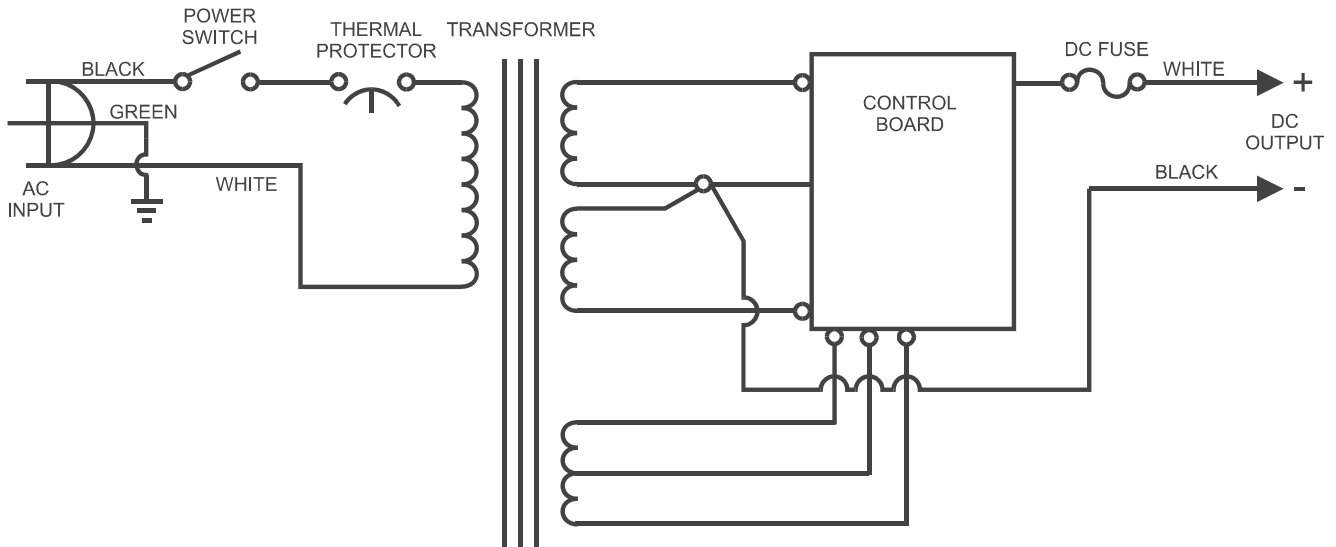 POWER
SWITCH
THERMAL
PROTECTOR
TRANSFORMER
BLACK
GREEN
WHITE
AC
INPUT
CONTROL
BOARD
DC FUSE
WHITE
+
DC
OUTPUT
BLACK
-